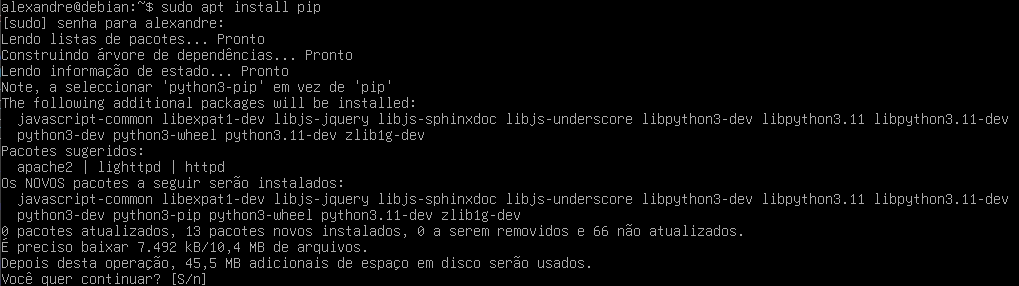 alexandre@debian:~$ sudo apt install pip
[sudo] senha para alexandre:
Lendo listas de pacotes... Pronto
Construindo árvore de dependências... Pronto
Lendo informação de estado... Pronto
Note, a seleccionar 'python3-pip' em vez de 'pip'
The following additional packages will be installed:
  javascript-common libexpat1-dev libjs-jquery libjs-sphinxdoc libjs-underscore libpython3-dev libpython3.11 libpython3.11-dev
  python3-dev python3-wheel python3.11-dev zlib1g-dev
Pacotes sugeridos:
  apache2 | lighttpd | httpd
Os NOVOS pacotes a seguir serão instalados:
  javascript-common libexpat1-dev libjs-jquery libjs-sphinxdoc libjs-underscore libpython3-dev libpython3.11 libpython3.11-dev
  python3-dev python3-pip python3-wheel python3.11-dev zlib1g-dev
0 pacotes atualizados, 13 pacotes novos instalados, 0 a serem removidos e 66 não atualizados.
É preciso baixar 7.492 kB/10,4 MB de arquivos.
Depois desta operação, 45,5 MB adicionais de espaço em disco serão usados.
Você quer continuar? [S/n]